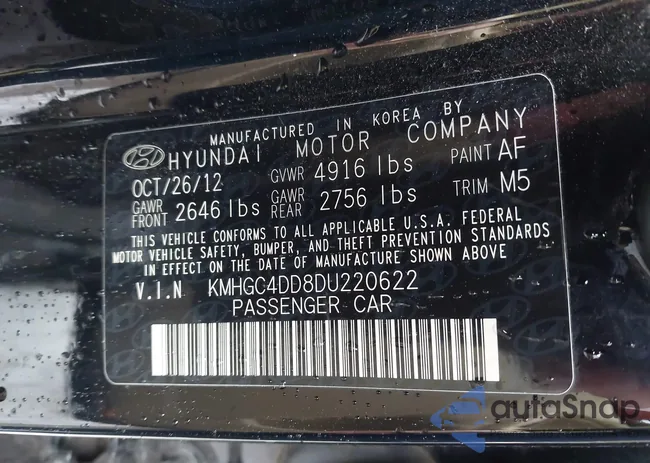 MANUFACTURED IN KOREA BY
HYUNDAI MOTOR COMPANY
OCT/26/12 GVWR 4916 lbs PAINT AF
GAWR FRONT 2646 lbs GAWR REAR 2756 lbs TRIM M5
THIS VEHICLE CONFORMS TO ALL APPLICABLE U.S.A. FEDERAL
MOTOR VEHICLE SAFETY, BUMPER, AND THEFT PREVENTION STANDARDS
IN EFFECT ON THE DATE OF MANUFACTURE SHOWN ABOVE
V.I.N KMHGC4DD8DU220622
PASSENGER CAR
autaSnap